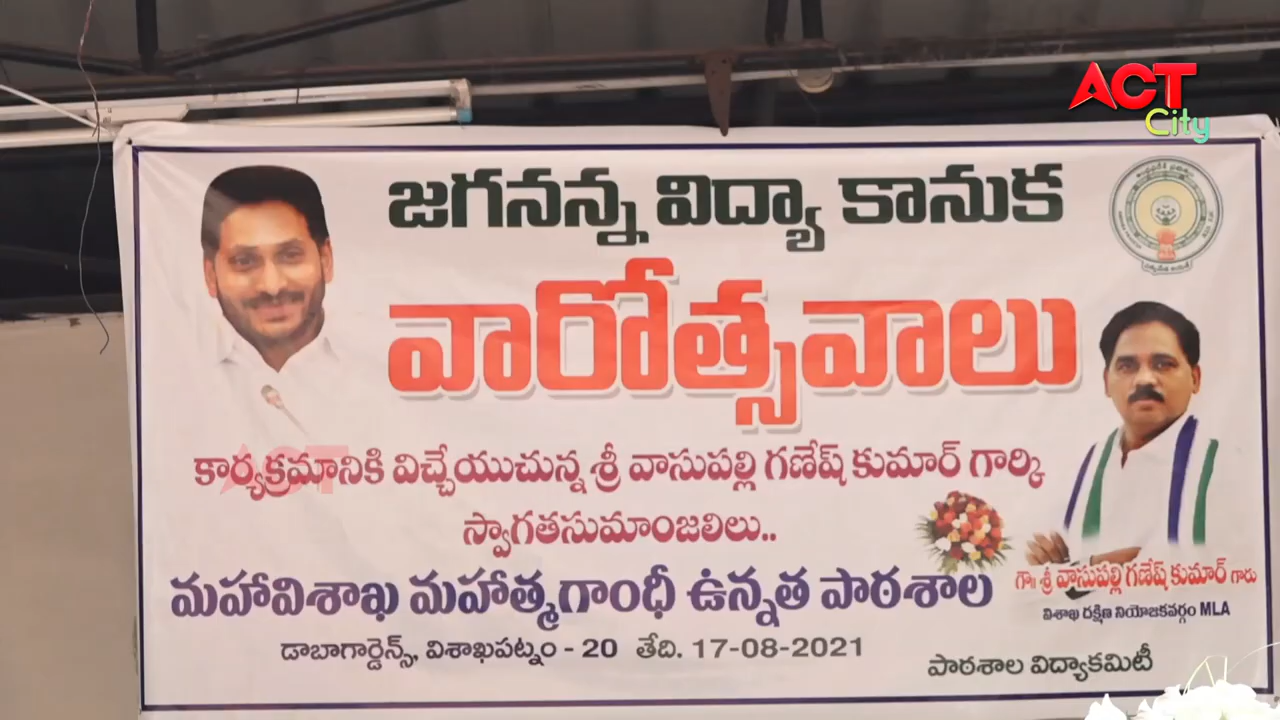 ACT
City
జగనన్న విద్యా కానుక
వారోత్సవాలు
కార్యక్రమానికి విచ్చేయుచున్న శ్రీ వాసుపల్లి గణేష్ కుమార్ గార్కి
స్వాగతసుమాంజలిలు..
మహావిశాఖ మహాత్మగాంధీ ఉన్నత పాఠశాల
డాబాగార్డెన్స్, విశాఖపట్నం - 20 తేది. 17-08-2021
గౌ॥ శ్రీ వాసుపల్లి గణేష్ కుమార్ గారు
విశాఖ దక్షిణ నియోజకవర్గం MLA
పాఠశాల విద్యాకమిటీ
ACT